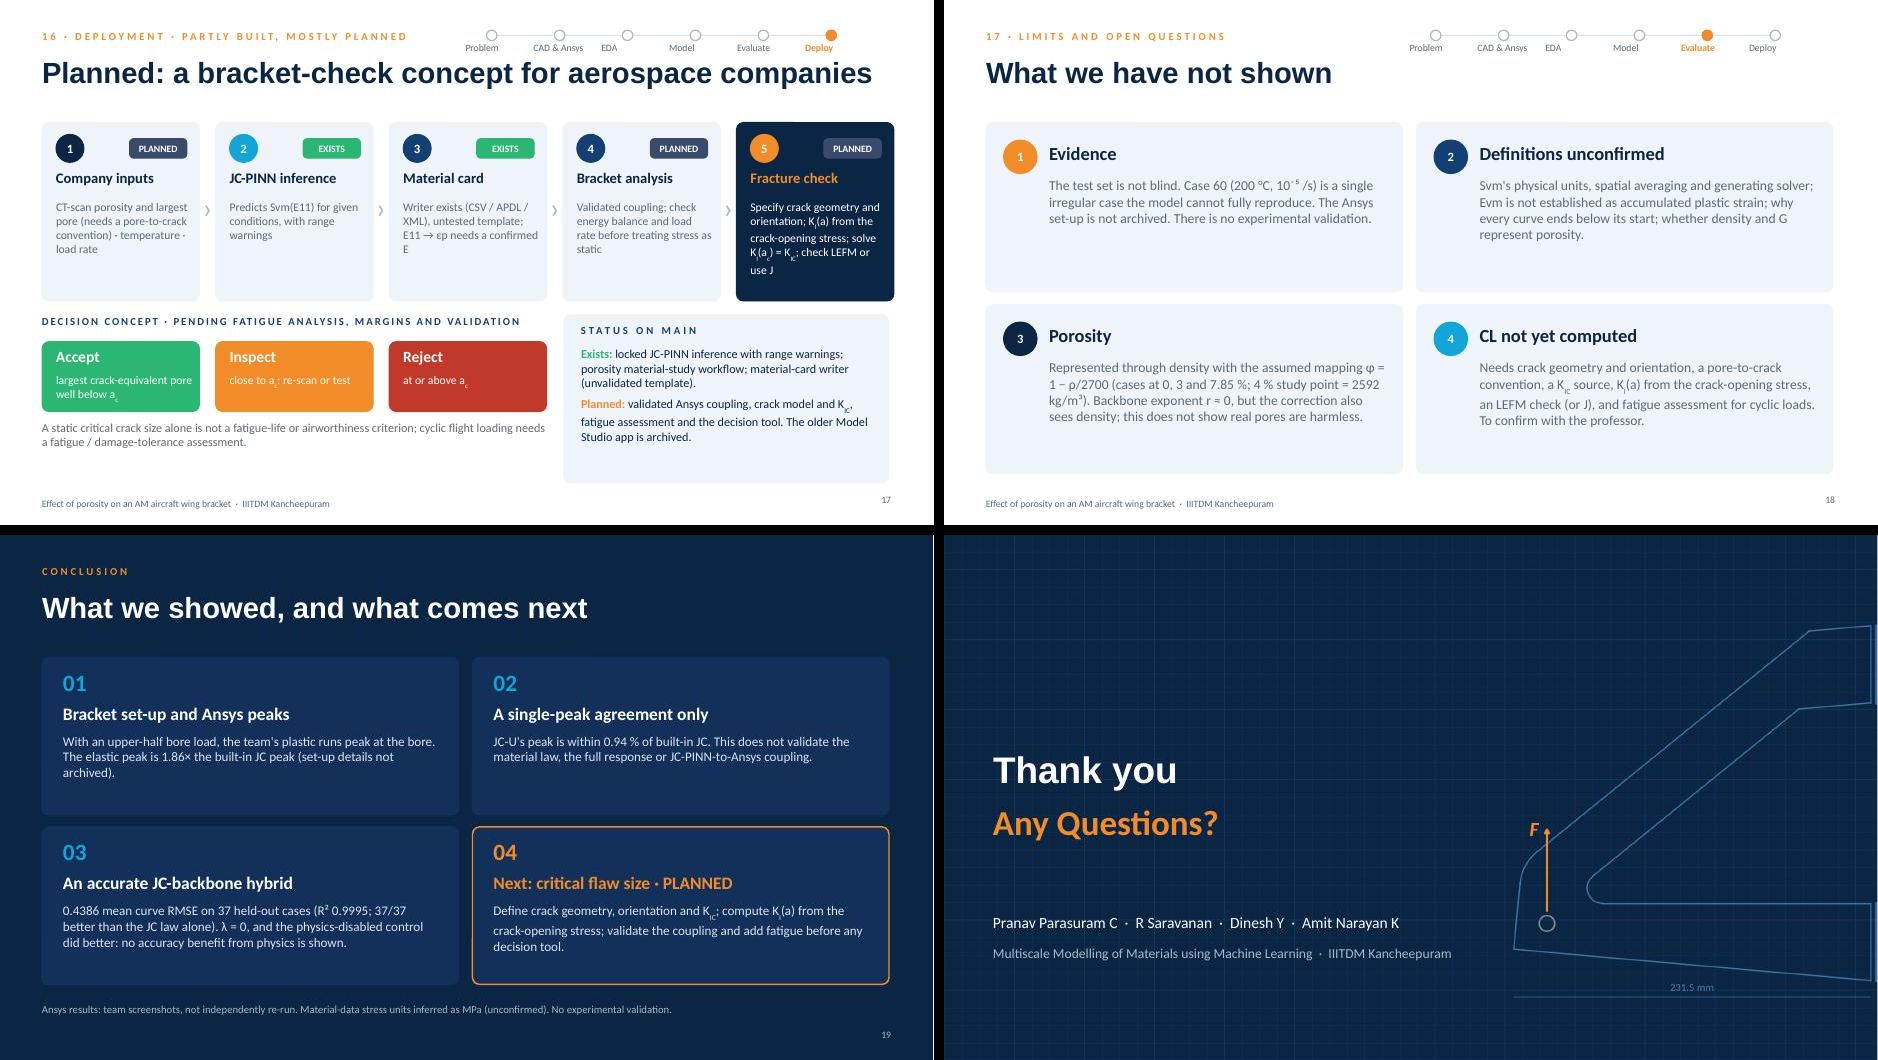 16 · DEPLOYMENT · PARTLY BUILT, MOSTLY PLANNED
Problem CAD & Ansys EDA Model Evaluate Deploy
Planned: a bracket-check concept for aerospace companies
1 PLANNED
Company inputs
CT-scan porosity and largest
pore (needs a pore-to-crack
convention) · temperature ·
load rate
›
2 EXISTS
JC-PINN inference
Predicts Svm(E11) for given
conditions, with range
warnings
›
3 EXISTS
Material card
Writer exists (CSV / APDL /
XML), untested template;
E11 → εp needs a confirmed
E
›
4 PLANNED
Bracket analysis
Validated coupling; check
energy balance and load
rate before treating stress as
static
›
5 PLANNED
Fracture check
Specify crack geometry and
orientation; K_I(a) from the
crack-opening stress; solve
K_I(a_c) = K_IC; check LEFM or
use J
DECISION CONCEPT · PENDING FATIGUE ANALYSIS, MARGINS AND VALIDATION
Accept
largest crack-equivalent pore
well below a_c
Inspect
close to a_c: re-scan or test
Reject
at or above a_c
A static critical crack size alone is not a fatigue-life or airworthiness criterion; cyclic flight loading needs
a fatigue / damage-tolerance assessment.
STATUS ON MAIN
Exists: locked JC-PINN inference with range warnings;
porosity material-study workflow; material-card writer
(unvalidated template).
Planned: validated Ansys coupling, crack model and K_IC,
fatigue assessment and the decision tool. The older Model
Studio app is archived.
Effect of porosity on an AM aircraft wing bracket · IIITDM Kancheepuram
17
17 · LIMITS AND OPEN QUESTIONS
Problem CAD & Ansys EDA Model Evaluate Deploy
What we have not shown
1 Evidence
The test set is not blind. Case 60 (200 °C, 10⁻⁵ /s) is a single
irregular case the model cannot fully reproduce. The Ansys
set-up is not archived. There is no experimental validation.
2 Definitions unconfirmed
Svm's physical units, spatial averaging and generating solver;
Evm is not established as accumulated plastic strain; why
every curve ends below its start; whether density and G
represent porosity.
3 Porosity
Represented through density with the assumed mapping φ =
1 − ρ/2700 (cases at 0, 3 and 7.85 %; 4 % study point = 2592
kg/m³). Backbone exponent r ≈ 0, but the correction also
sees density; this does not show real pores are harmless.
4 CL not yet computed
Needs crack geometry and orientation, a pore-to-crack
convention, a K_IC source, K_I(a) from the crack-opening stress,
an LEFM check (or J), and fatigue assessment for cyclic loads.
To confirm with the professor.
Effect of porosity on an AM aircraft wing bracket · IIITDM Kancheepuram
18
CONCLUSION
What we showed, and what comes next
01
Bracket set-up and Ansys peaks
With an upper-half bore load, the team's plastic runs peak at the bore.
The elastic peak is 1.86× the built-in JC peak (set-up details not
archived).
02
A single-peak agreement only
JC-U's peak is within 0.94 % of built-in JC. This does not validate the
material law, the full response or JC-PINN-to-Ansys coupling.
03
An accurate JC-backbone hybrid
0.4386 mean curve RMSE on 37 held-out cases (R² 0.9995; 37/37
better than the JC law alone). λ = 0, and the physics-disabled control
did better: no accuracy benefit from physics is shown.
04
Next: critical flaw size · PLANNED
Define crack geometry, orientation and K_IC; compute K_I(a) from the
crack-opening stress; validate the coupling and add fatigue before any
decision tool.
Ansys results: team screenshots, not independently re-run. Material-data stress units inferred as MPa (unconfirmed). No experimental validation.
19
Thank you
Any Questions?
F
Pranav Parasuram C · R Saravanan · Dinesh Y · Amit Narayan K
Multiscale Modelling of Materials using Machine Learning · IIITDM Kancheepuram
231.5 mm